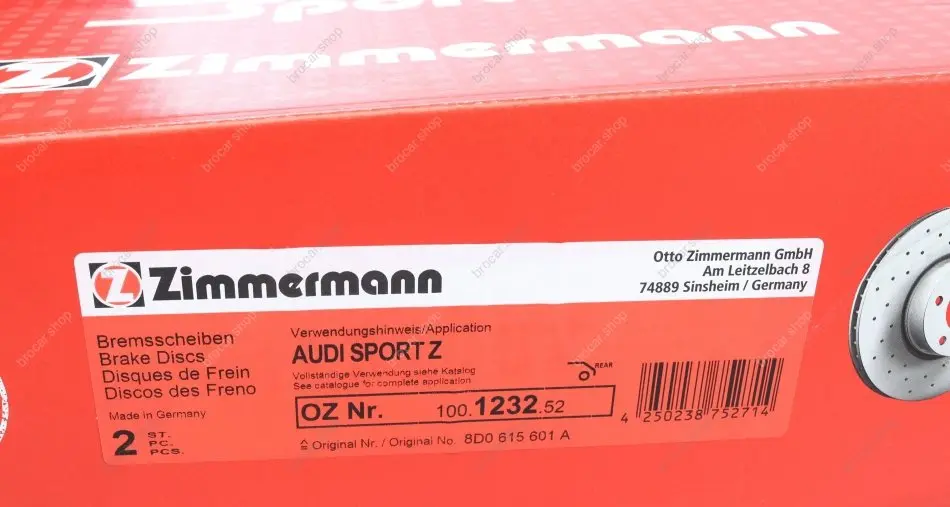 Sport
Z Zimmermann
Z Zimmermann
Otto Zimmermann GmbH
Am Leitzelbach 8
74889 Sinsheim / Germany
Bremsscheiben
Brake Discs
Disques de Frein
Discos des Freno
Made in Germany
2 ST.
PC.
PCS.
Verwendungshinweis/Application
AUDI SPORT Z
Vollständige Verwendung siehe Katalog
See catalogue for complete application
REAR
OZ Nr. 100.1232.52
≙ Original Nr. / Original No. 8D0 615 601 A
4 250238 752714
brocar.shop